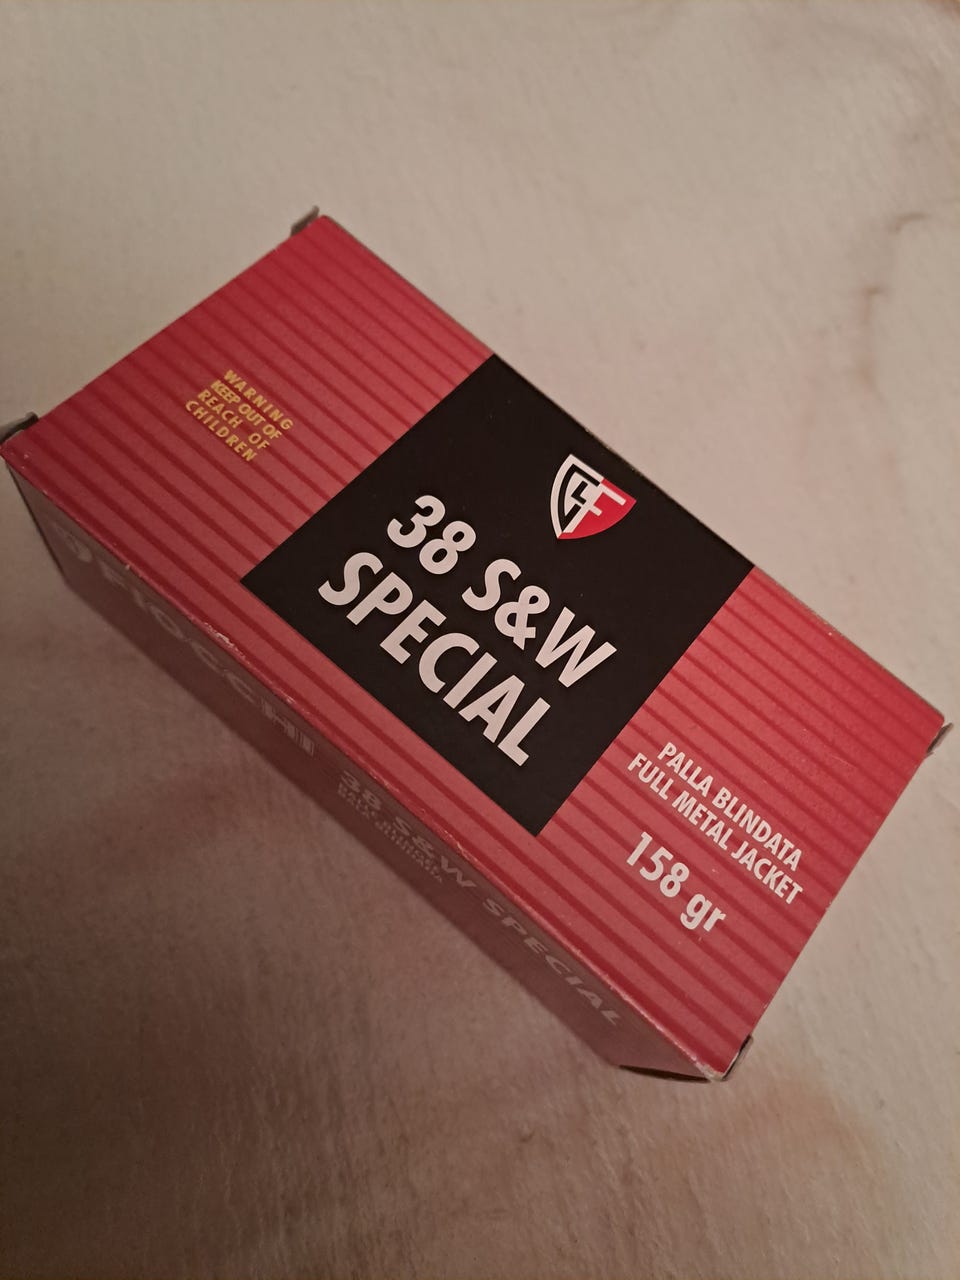 WARNING
KEEP OUT OF
REACH OF
CHILDREN
38 S&W
SPECIAL
PALLA BLINDATA
FULL METAL JACKET
158 gr
FIOCCHI
38 S&W SPECIAL